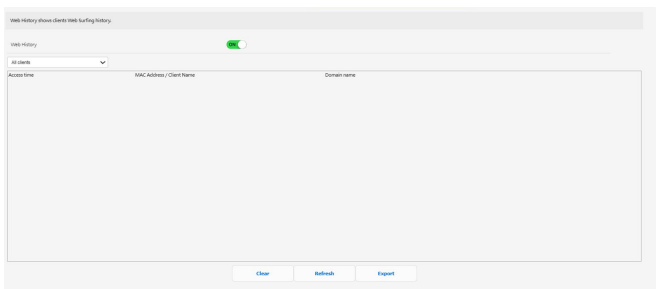 Web History shows clients Web Surfing history.
Web History ON
All clients
Access time MAC Address / Client Name Domain name
Clear Refresh Export